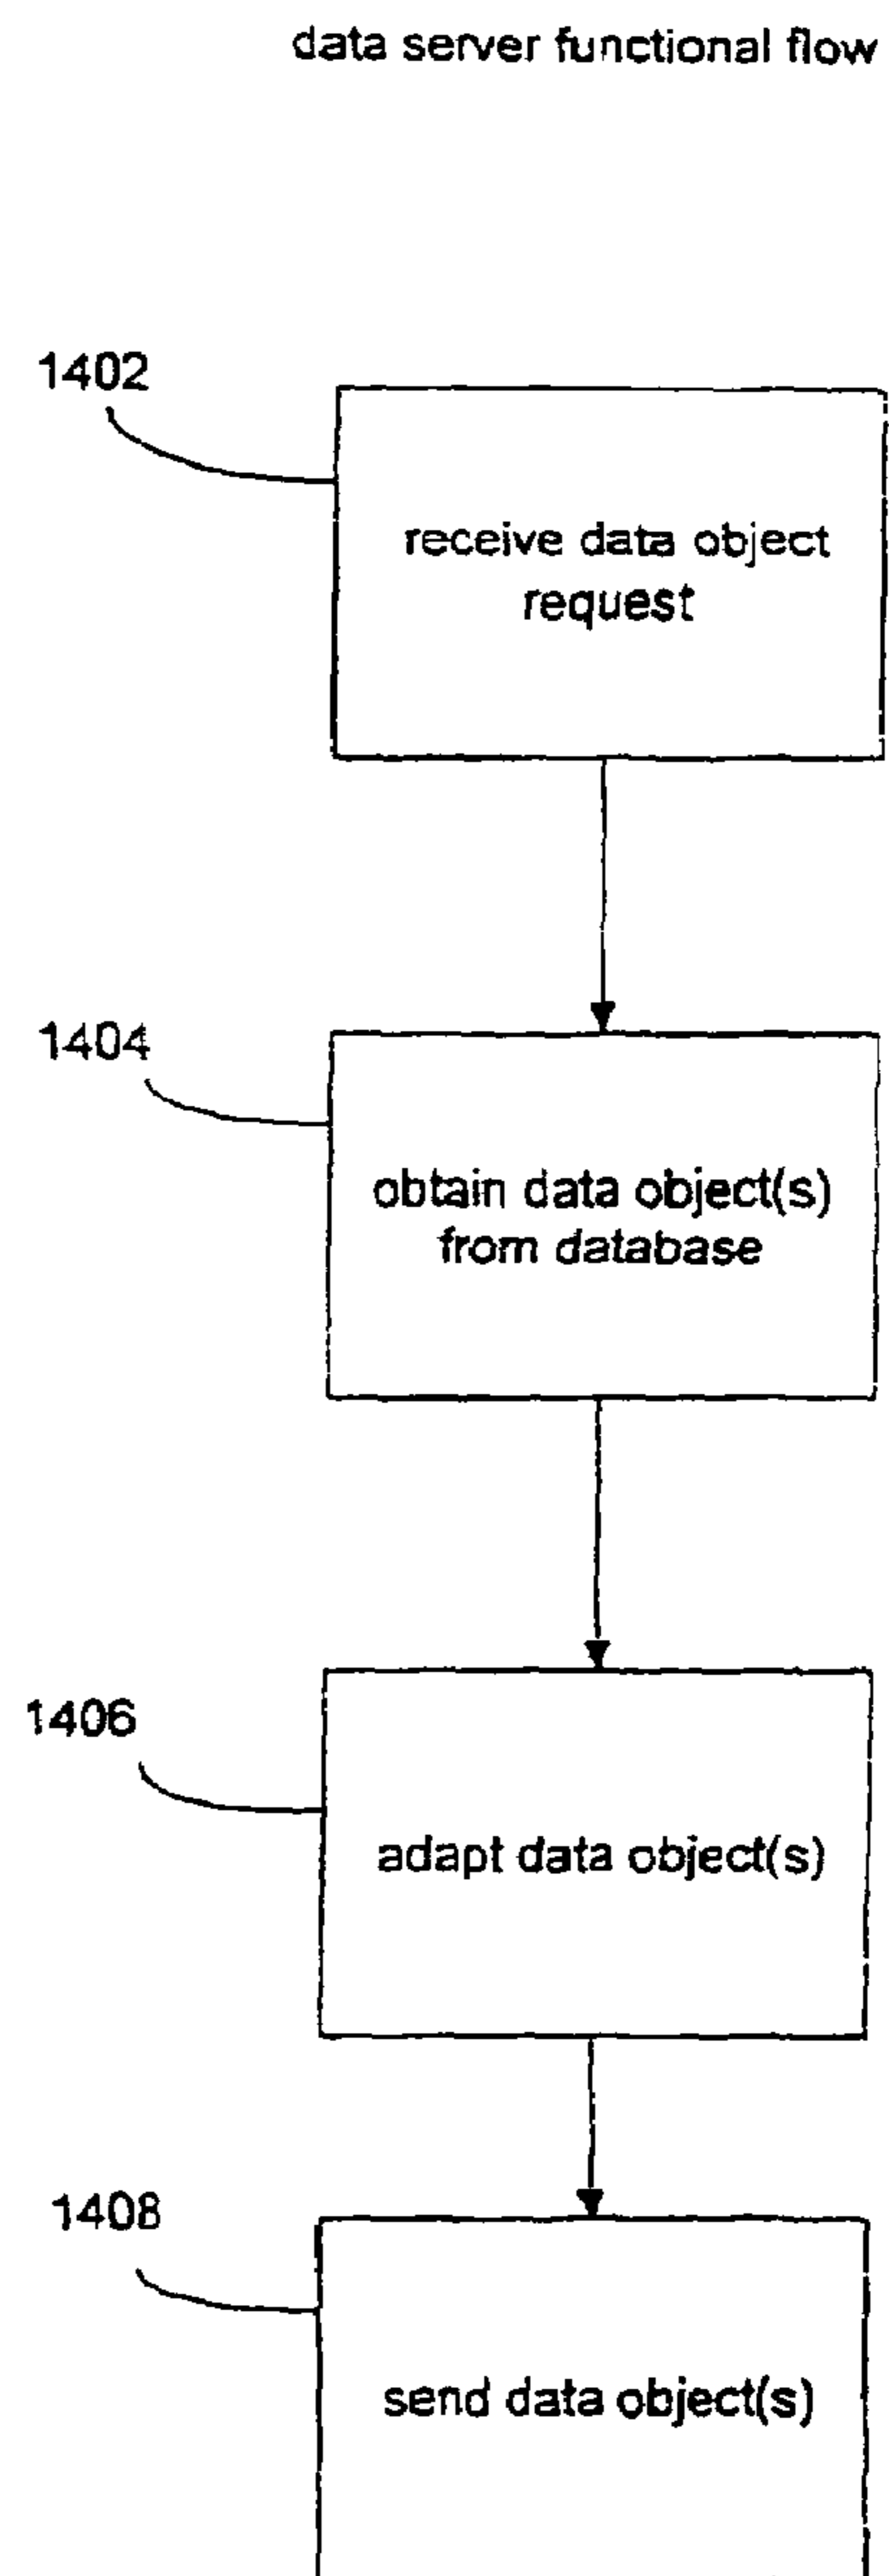 data server functional flow
1402
receive data object
request
1404
obtain data object(s)
from database
1406
adapt data object(s)
1408
send data object(s)